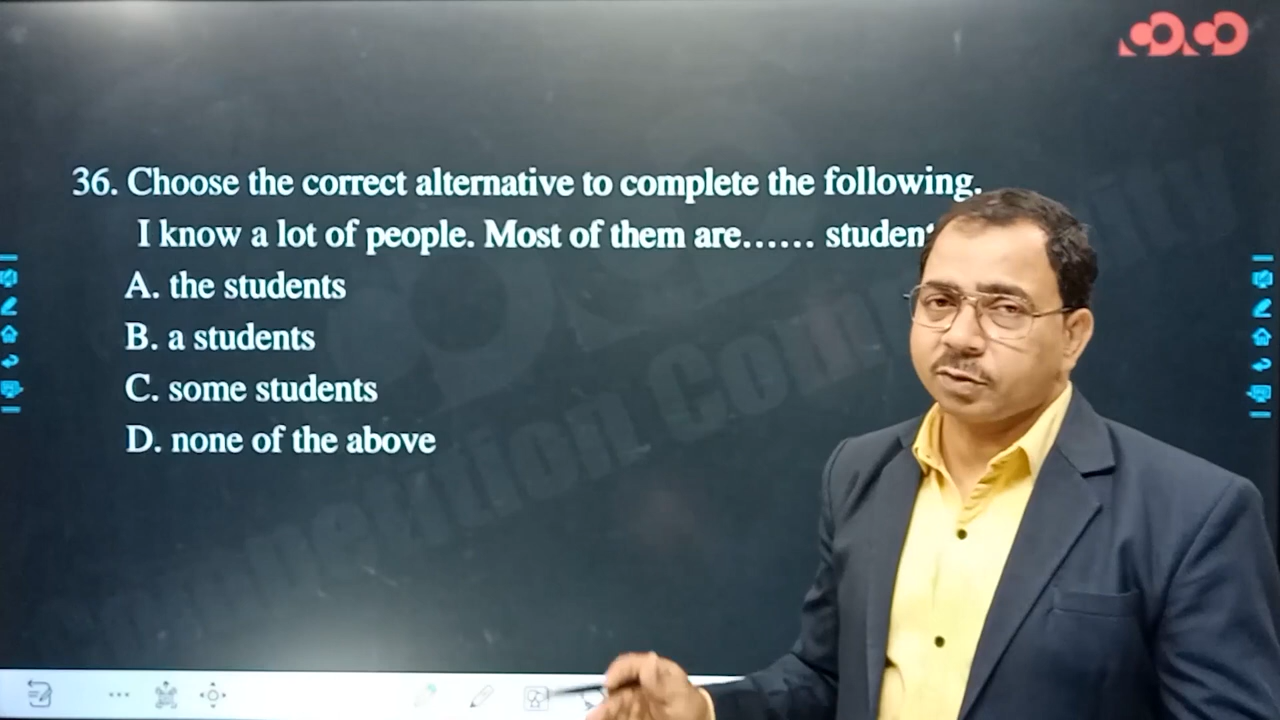 36. Choose the correct alternative to complete the following.
I know a lot of people. Most of them are......
A. the students
B. a students
C. some students
D. none of the above